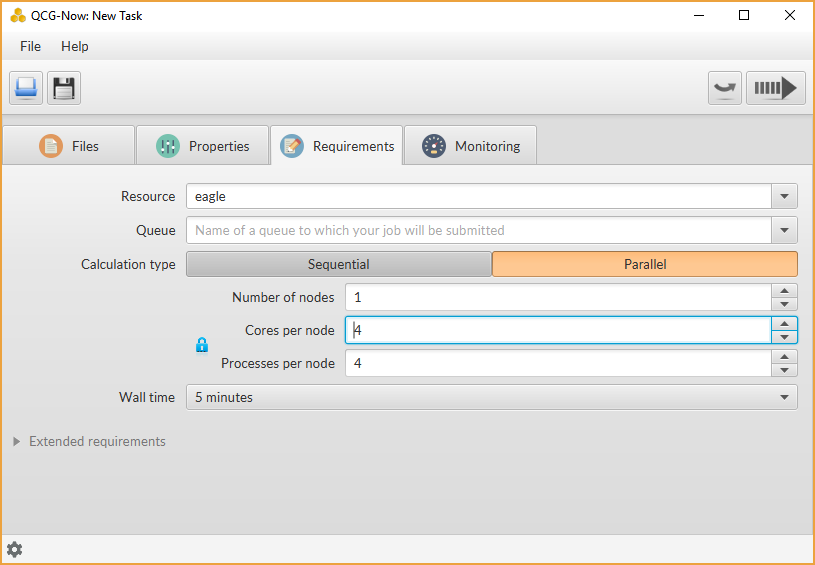 QCG-Now: New Task
File Help
Files Properties Requirements Monitoring
Resource eagle
Queue Name of a queue to which your job will be submitted
Calculation type Sequential Parallel
Number of nodes 1
Cores per node 4
Processes per node 4
Wall time 5 minutes
Extended requirements